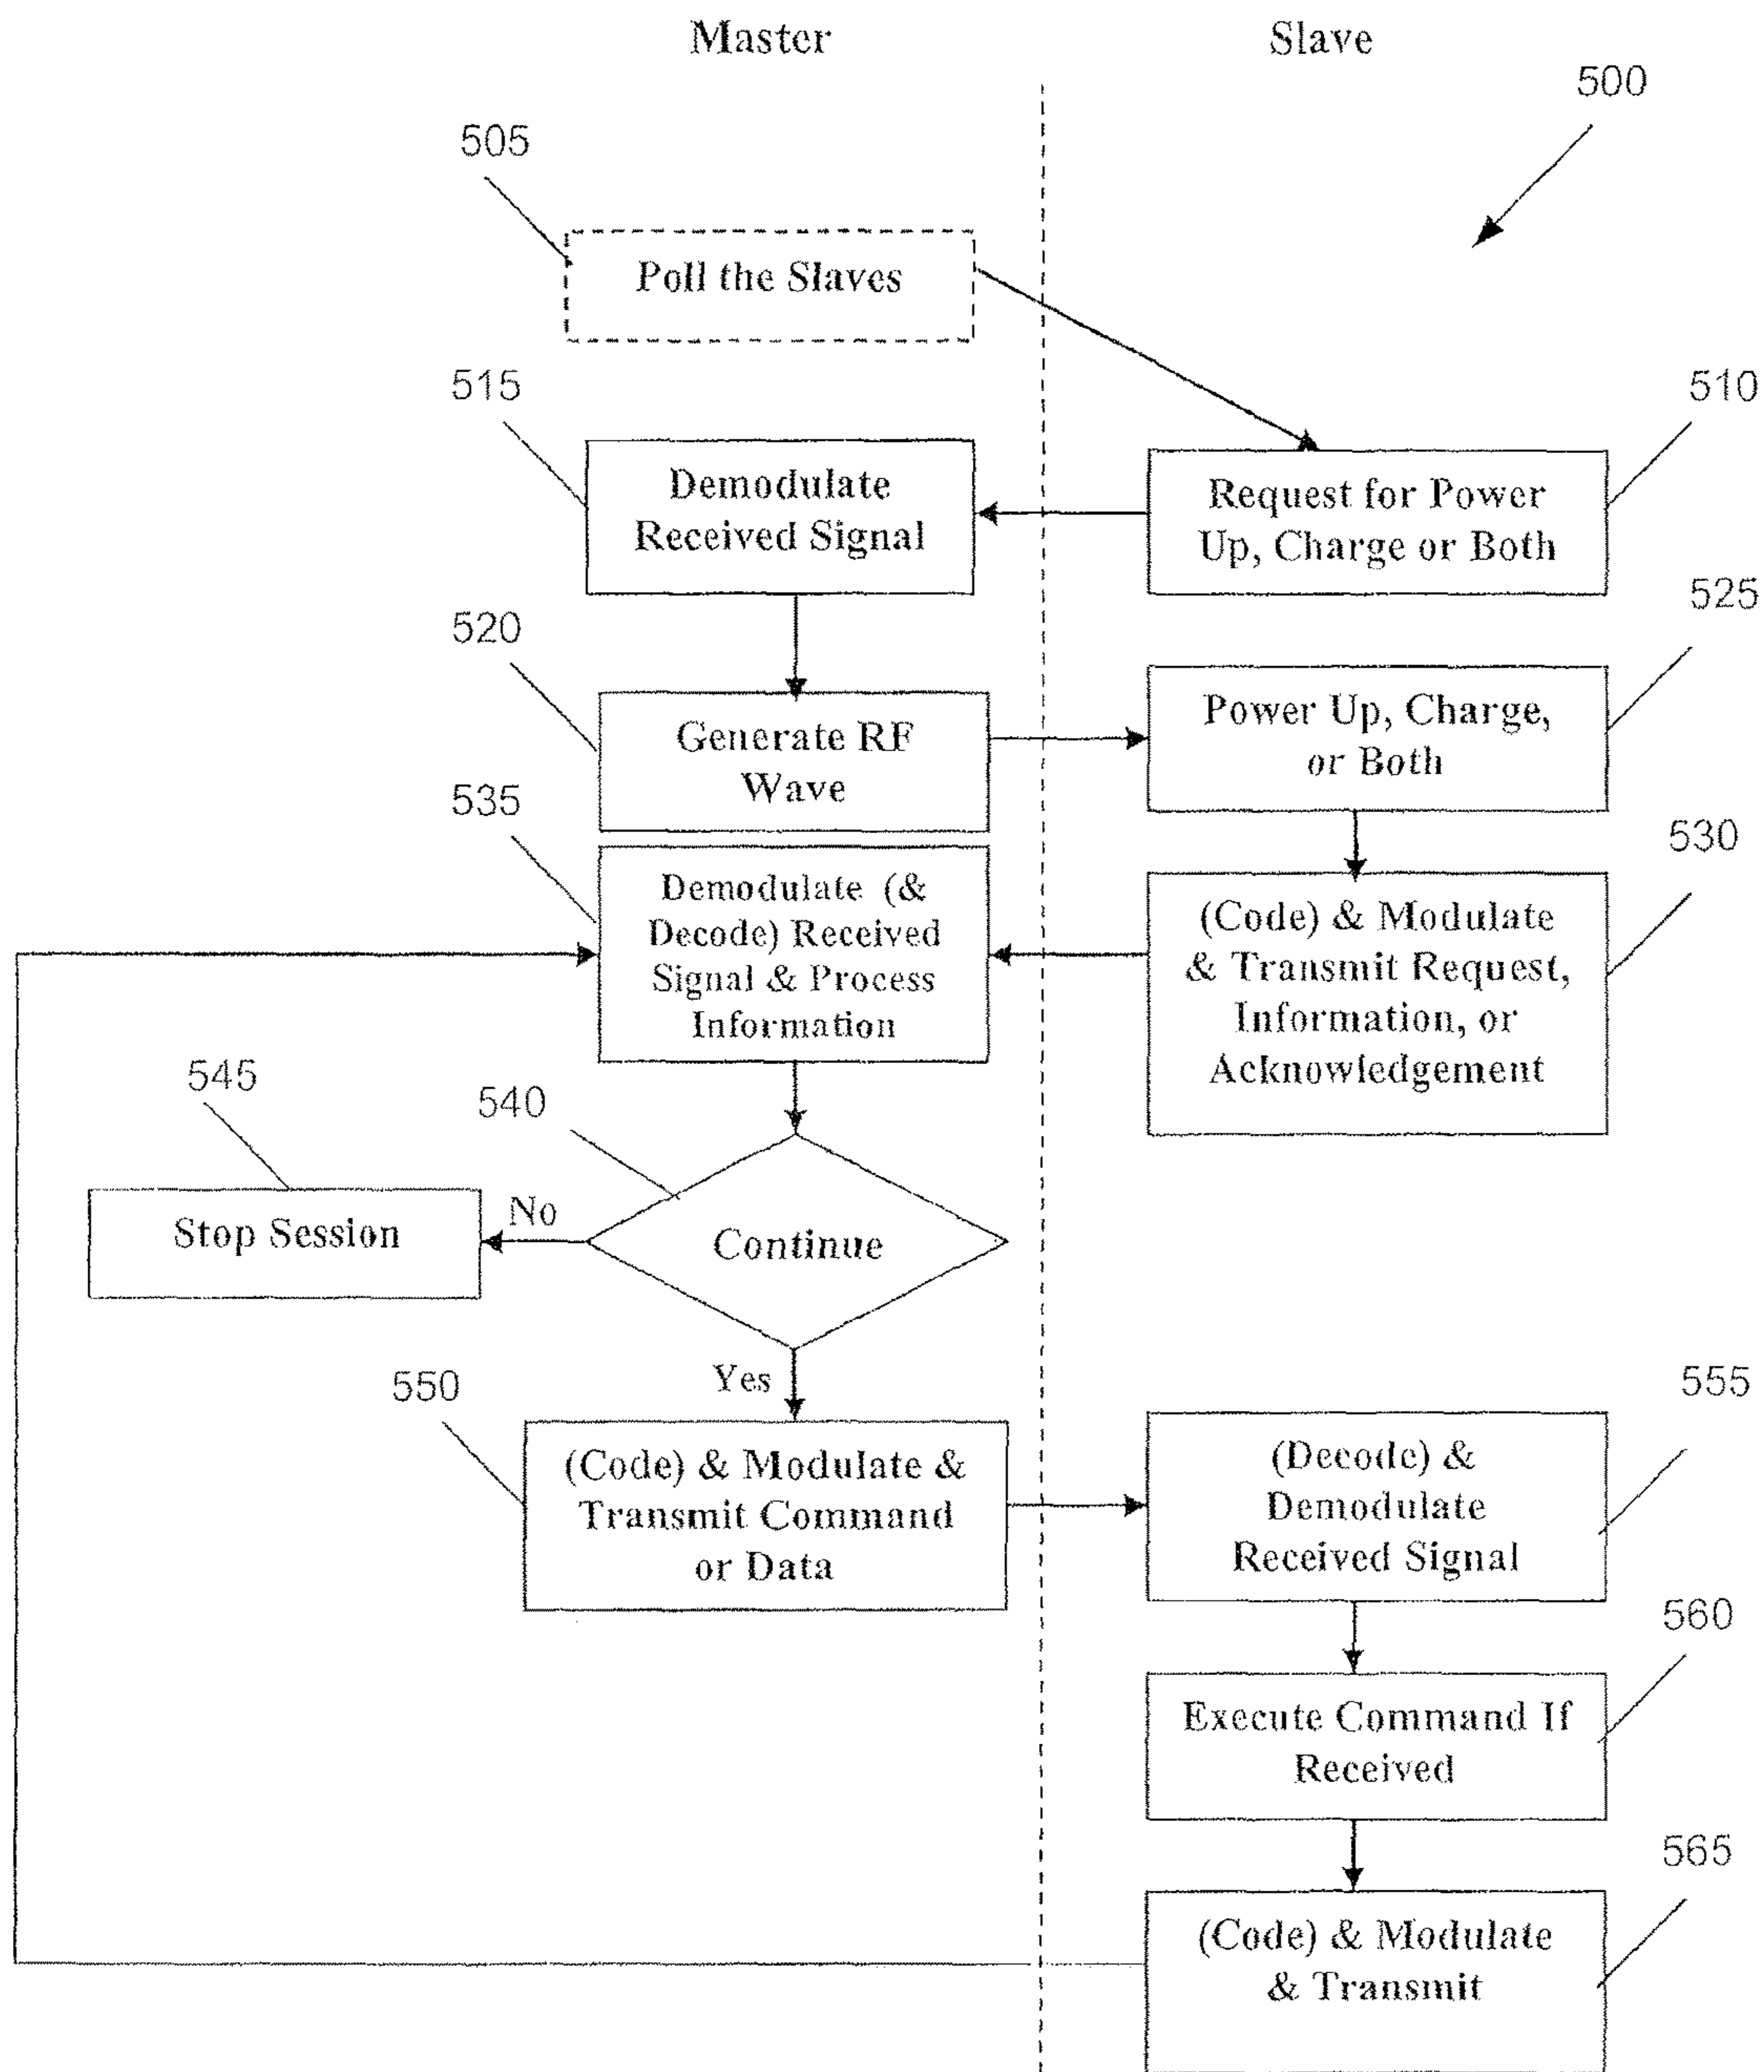 Master
Slave
500
505
Poll the Slaves
515
510
Demodulate
Received Signal
Request for Power
Up, Charge or Both
520
525
Generate RF
Wave
Power Up, Charge,
or Both
535
530
Demodulate (&
Decode) Received
Signal & Process
Information
(Code) & Modulate
& Transmit Request,
Information, or
Acknowledgement
545
540
Stop Session
No
Continue
Yes
550
555
(Code) & Modulate &
Transmit Command
or Data
(Decode) &
Demodulate
Received Signal
560
Execute Command If
Received
565
(Code) & Modulate
& Transmit